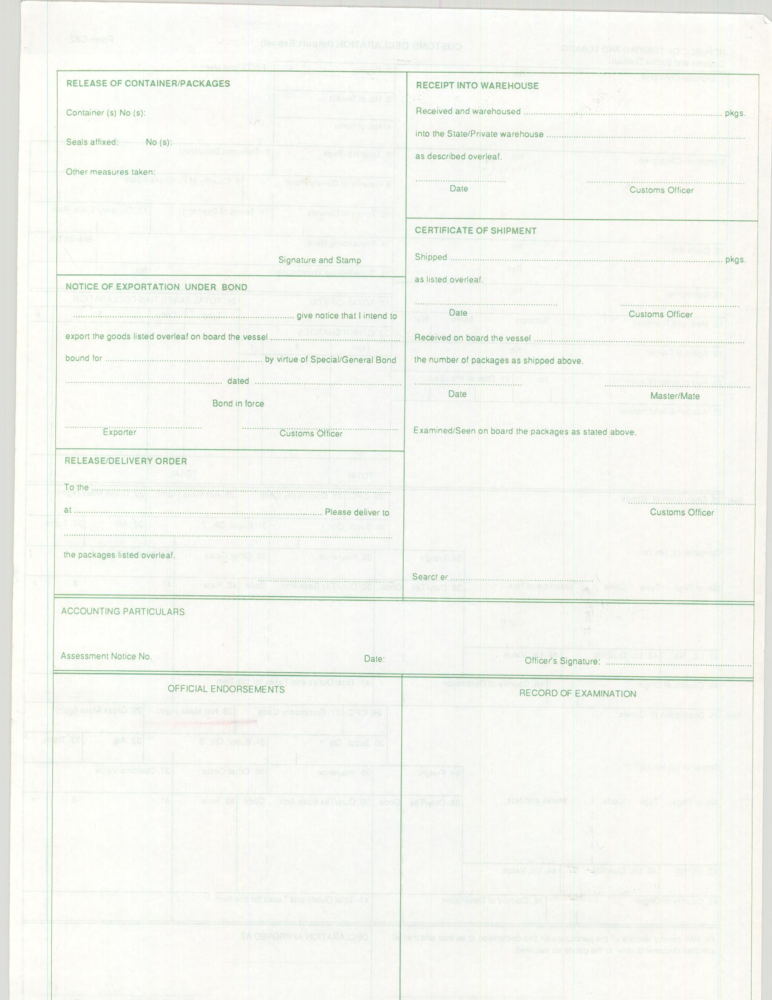 RELEASE OF CONTAINER/PACKAGES
Container (s) No (s):
Seals affixed: No (s):
Other measures taken:
Signature and Stamp
NOTICE OF EXPORTATION UNDER BOND
........................ give notice that I intend to
export the goods listed overleaf on board the vessel ........................
bound for ........................ by virtue of Special/General Bond
........................ dated ........................
Bond in force
Exporter Customs Officer
RELEASE/DELIVERY ORDER
To the ........................
at ........................ Please deliver to
........................
the packages listed overleaf.
........................
RECEIPT INTO WAREHOUSE
Received and warehoused ........................ pkgs.
into the State/Private warehouse ........................
as described overleaf.
Date Customs Officer
CERTIFICATE OF SHIPMENT
Shipped ........................ pkgs.
as listed overleaf.
Date Customs Officer
Received on board the vessel ........................
the number of packages as shipped above.
Date Master/Mate
Examined/Seen on board the packages as stated above.
Customs Officer
Searcher ........................
ACCOUNTING PARTICULARS
Assessment Notice No. Date: Officer's Signature: ........................
OFFICIAL ENDORSEMENTS
RECORD OF EXAMINATION